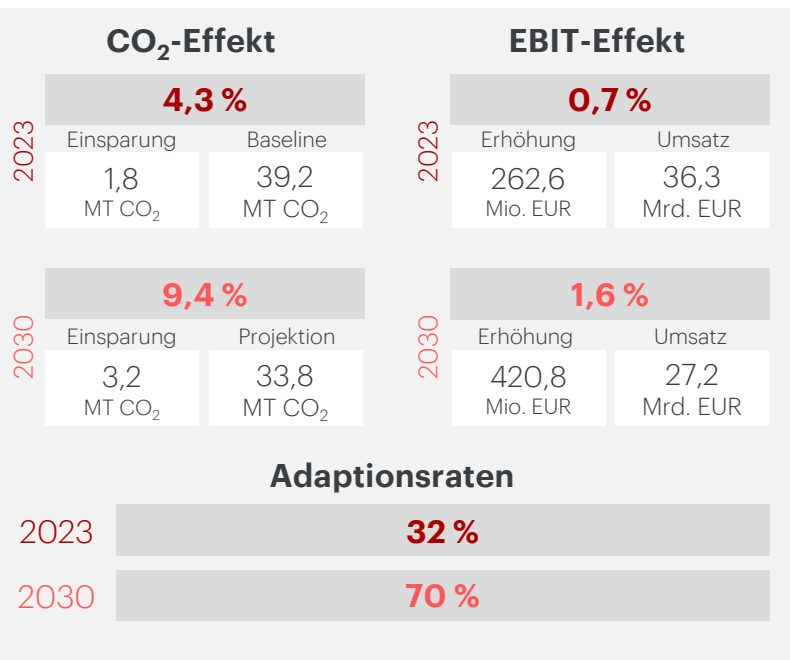 CO₂-Effekt
4,3 %
2023
Einsparung Baseline
1,8 39,2
MT CO₂ MT CO₂
9,4 %
2030
Einsparung Projektion
3,2 33,8
MT CO₂ MT CO₂
EBIT-Effekt
0,7 %
2023
Erhöhung Umsatz
262,6 36,3
Mio. EUR Mrd. EUR
1,6 %
2030
Erhöhung Umsatz
420,8 27,2
Mio. EUR Mrd. EUR
Adaptionsraten
2023 32 %
2030 70 %